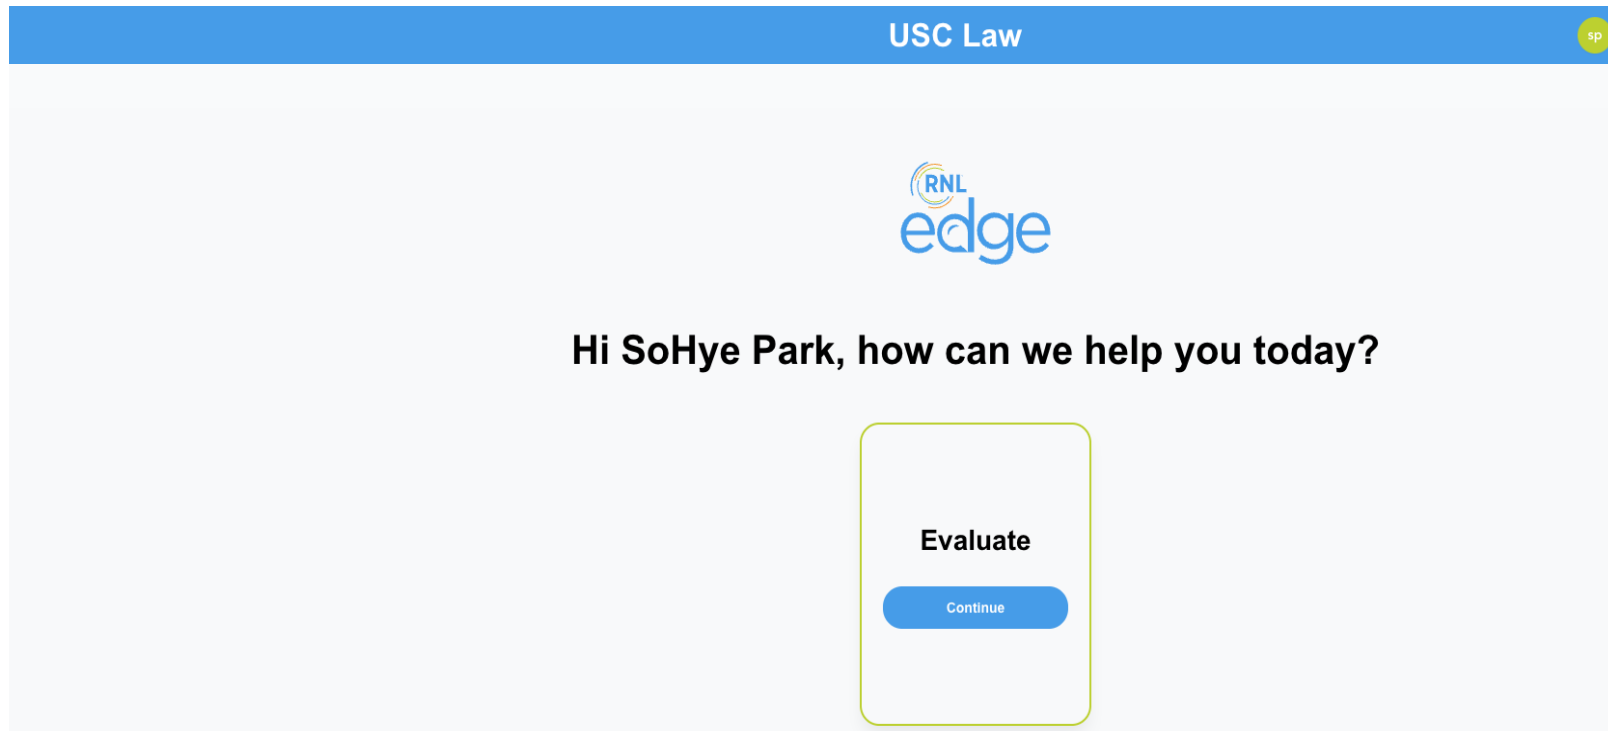 USC Law
sp
RNL
edge
Hi SoHye Park, how can we help you today?
Evaluate
Continue